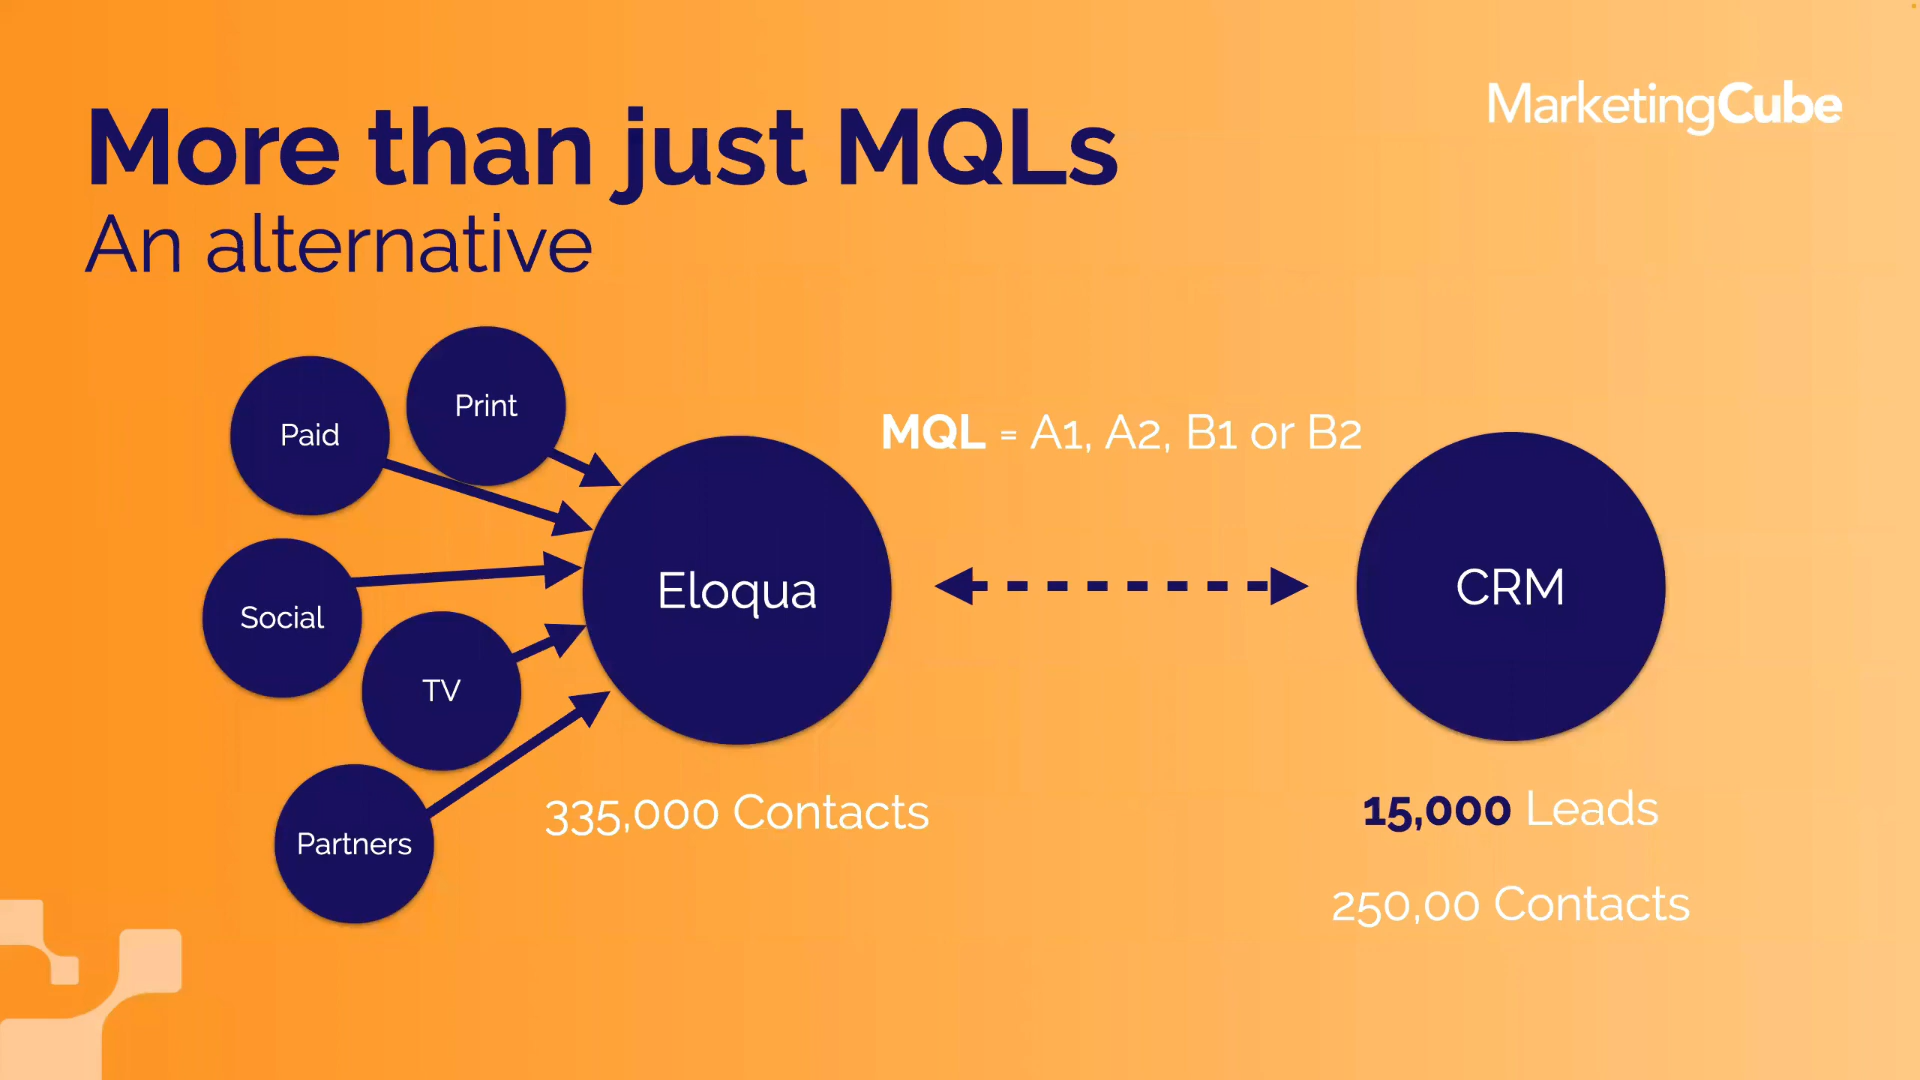 MarketingCube
More than just MQLs
An alternative
Print
Paid
MQL = A1, A2, B1 or B2
Social
Eloqua
CRM
TV
Partners
335,000 Contacts
15,000 Leads
250,00 Contacts